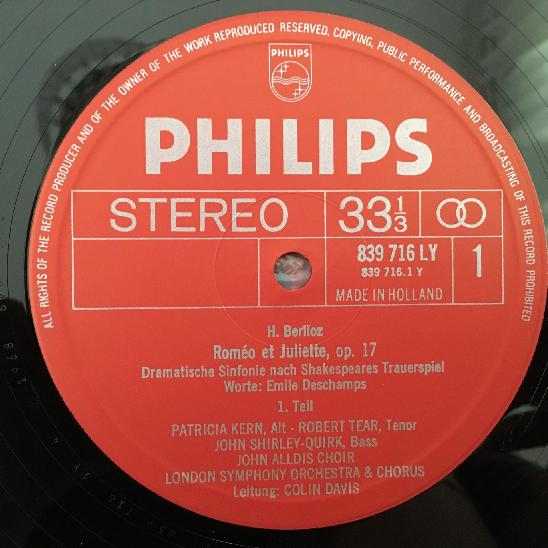 ALL RIGHTS OF THE RECORD PRODUCER AND OF THE OWNER OF THE WORK REPRODUCED RESERVED. COPYING, PUBLIC PERFORMANCE AND BROADCASTING OF THIS RECORD PROHIBITED
PHILIPS
PHILIPS
STEREO 33 1/3
839 716 LY 1
839 716.1 Y
MADE IN HOLLAND
H. Berlioz
Roméo et Juliette, op. 17
Dramatische Sinfonie nach Shakespeares Trauerspiel
Worte: Emile Deschamps
1. Teil
PATRICIA KERN, Alt - ROBERT TEAR, Tenor
JOHN SHIRLEY-QUIRK, Bass
JOHN ALLDIS CHOIR
LONDON SYMPHONY ORCHESTRA & CHORUS
Leitung: COLIN DAVIS